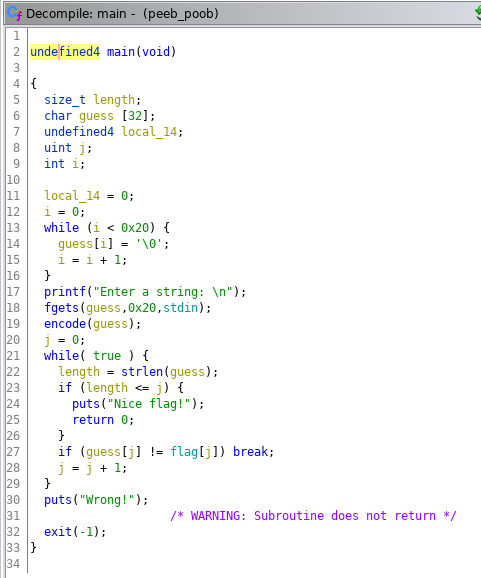 Decompile: main - (peeb_poob)
1
2 undefined4 main(void)
3
4 {
5 size_t length;
6 char guess [32];
7 undefined4 local_14;
8 uint j;
9 int i;
10
11 local_14 = 0;
12 i = 0;
13 while (i < 0x20) {
14 guess[i] = '\0';
15 i = i + 1;
16 }
17 printf("Enter a string: \n");
18 fgets(guess,0x20,stdin);
19 encode(guess);
20 j = 0;
21 while( true ) {
22 length = strlen(guess);
23 if (length <= j) {
24 puts("Nice flag!");
25 return 0;
26 }
27 if (guess[j] != flag[j]) break;
28 j = j + 1;
29 }
30 puts("Wrong!");
31 /* WARNING: Subroutine does not return */
32 exit(-1);
33 }
34